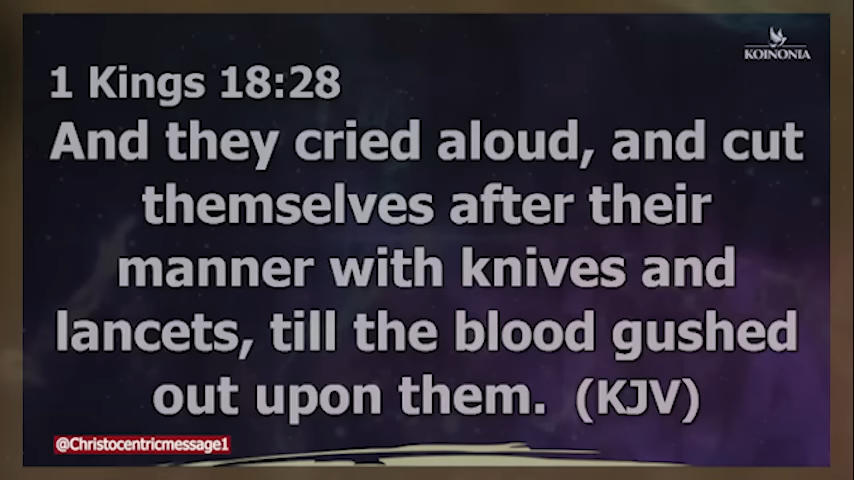 KOINONIA
1 Kings 18:28
And they cried aloud, and cut
themselves after their
manner with knives and
lancets, till the blood gushed
out upon them. (KJV)
@Christocentricmessage1